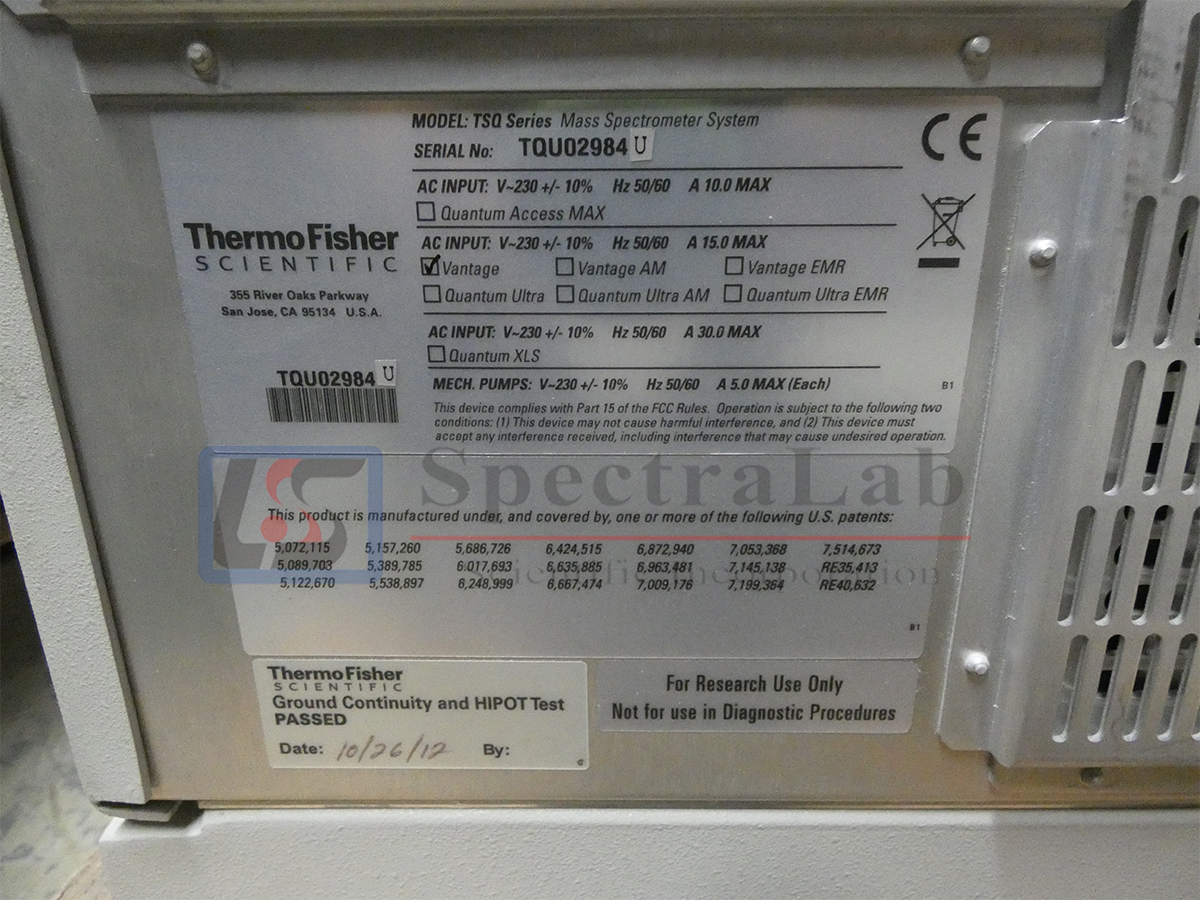 MODEL: TSQ Series Mass Spectrometer System
SERIAL No: TQU02984 U
CE
AC INPUT: V~230 +/- 10% Hz 50/60 A 10.0 MAX
Quantum Access MAX
ThermoFisher
SCIENTIFIC
355 River Oaks Parkway
San Jose, CA 95134 U.S.A.
AC INPUT: V~230 +/- 10% Hz 50/60 A 15.0 MAX
Vantage Vantage AM Vantage EMR
Quantum Ultra Quantum Ultra AM Quantum Ultra EMR
AC INPUT: V~230 +/- 10% Hz 50/60 A 30.0 MAX
Quantum XLS
TQU02984 U
MECH. PUMPS: V~230 +/- 10% Hz 50/60 A 5.0 MAX (Each)
B1
This device complies with Part 15 of the FCC Rules. Operation is subject to the following two
conditions: (1) This device may not cause harmful interference, and (2) This device must
accept any interference received, including interference that may cause undesired operation.
LS SpectraLab
This product is manufactured under, and covered by, one or more of the following U.S. patents:
5,072,115 5,157,260 5,686,726 6,424,515 6,872,940 7,053,368 7,514,673
5,089,703 5,389,785 6,017,693 6,635,885 6,963,481 7,145,138 RE35,413
5,122,670 5,538,897 6,248,999 6,667,474 7,009,176 7,199,364 RE40,632
B1
ThermoFisher
SCIENTIFIC
Ground Continuity and HIPOT Test
PASSED
Date: 10/26/12 By:
For Research Use Only
Not for use in Diagnostic Procedures